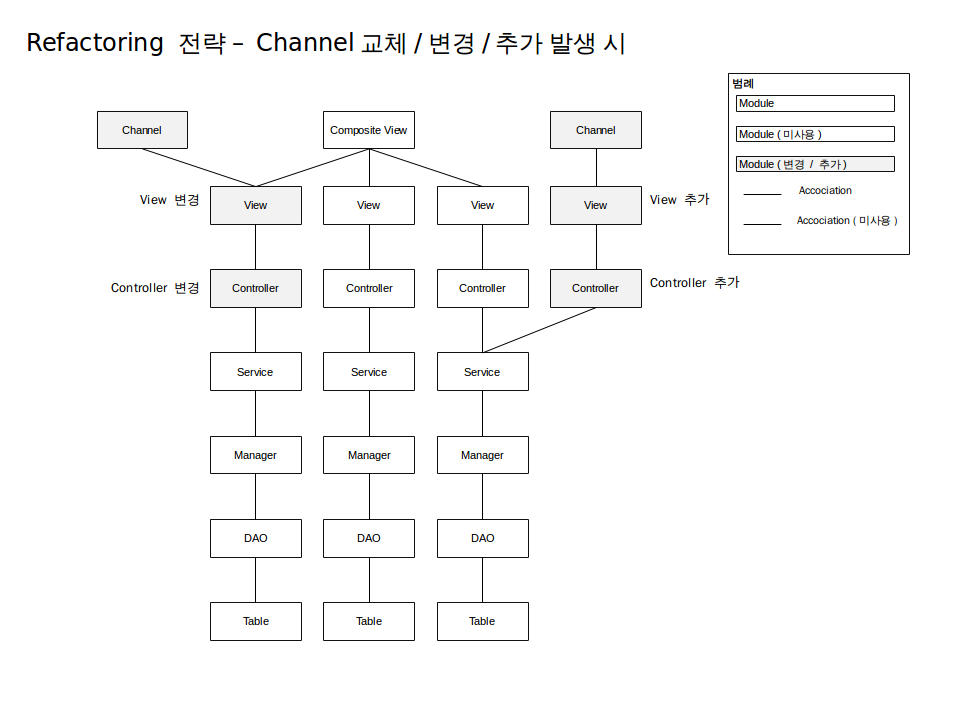 Refactoring 전략 – Channel 교체 / 변경 / 추가 발생 시
범례
Module
Module ( 미사용 )
Module ( 변경 / 추가 )
Accociation
Accociation ( 미사용 )
Channel
Composite View
Channel
View 변경
View
View
View
View
View 추가
Controller 변경
Controller
Controller
Controller
Controller
Controller 추가
Service
Service
Service
Manager
Manager
Manager
DAO
DAO
DAO
Table
Table
Table